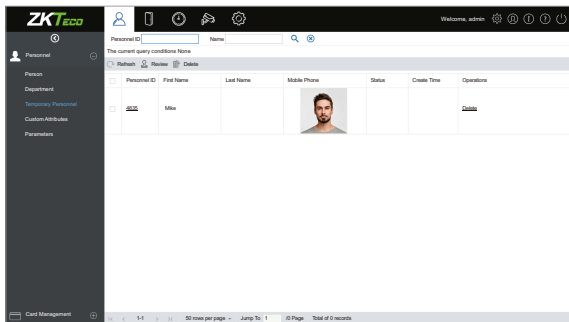 ZKTECO
Welcome, admin
Personnel ID
Name
The current query conditions None
Personnel
Refresh Review Delete
Person
Department
Temporary Personnel
Custom Attributes
Parameters
Personnel ID First Name Last Name Mobile Phone Status Create Time Operations
4835 Mike Delete
Card Management
1-1 50 rows per page Jump To 1 /0 Page Total of 0 records